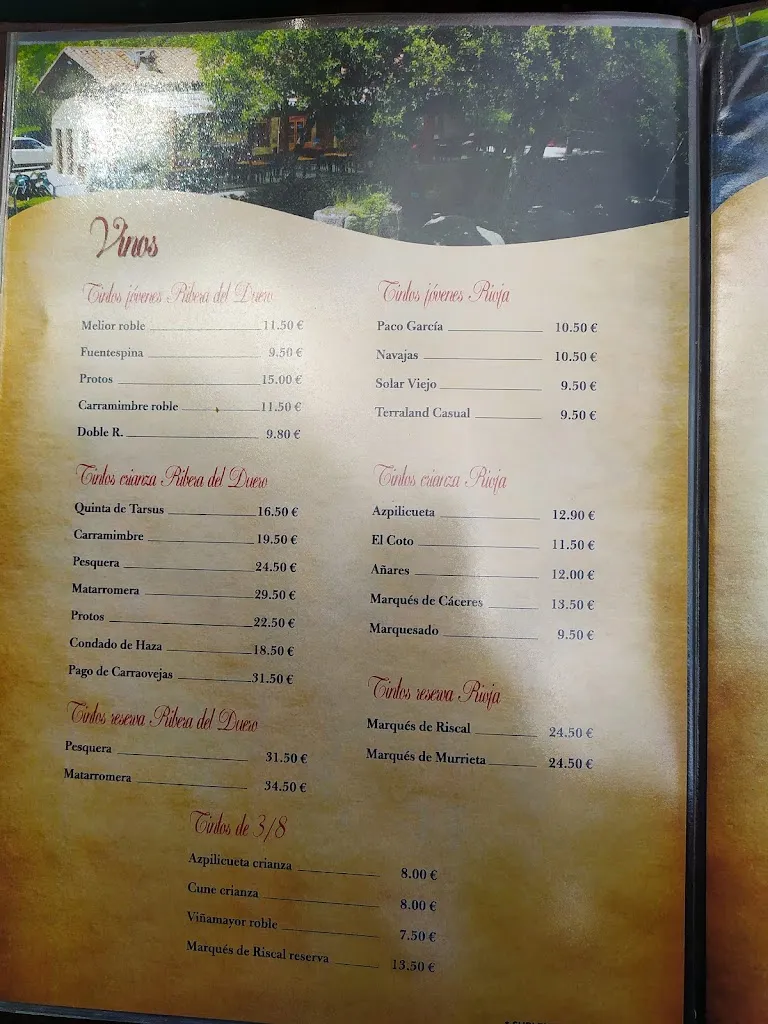 Vinos
Tintos jóvenes Ribera del Duero
Melior roble 11.50 €
Fuentespina 9.50 €
Protos 15.00 €
Carramimbre roble 11.50 €
Doble R. 9.80 €
Tintos crianza Ribera del Duero
Quinta de Tarsus 16.50 €
Carramimbre 19.50 €
Pesquera 24.50 €
Matarromera 29.50 €
Protos 22.50 €
Condado de Haza 18.50 €
Pago de Carraovejas 31.50 €
Tintos reserva Ribera del Duero
Pesquera 31.50 €
Matarromera 34.50 €
Tintos jóvenes Rioja
Paco García 10.50 €
Navajas 10.50 €
Solar Viejo 9.50 €
Terraland Casual 9.50 €
Tintos crianza Rioja
Azpilicueta 12.90 €
El Coto 11.50 €
Añares 12.00 €
Marqués de Cáceres 13.50 €
Marquesado 9.50 €
Tintos reserva Rioja
Marqués de Riscal 24.50 €
Marqués de Murrieta 24.50 €
Tintos de 3/8
Azpilicueta crianza 8.00 €
Cune crianza 8.00 €
Viñamayor roble 7.50 €
Marqués de Riscal reserva 13.50 €